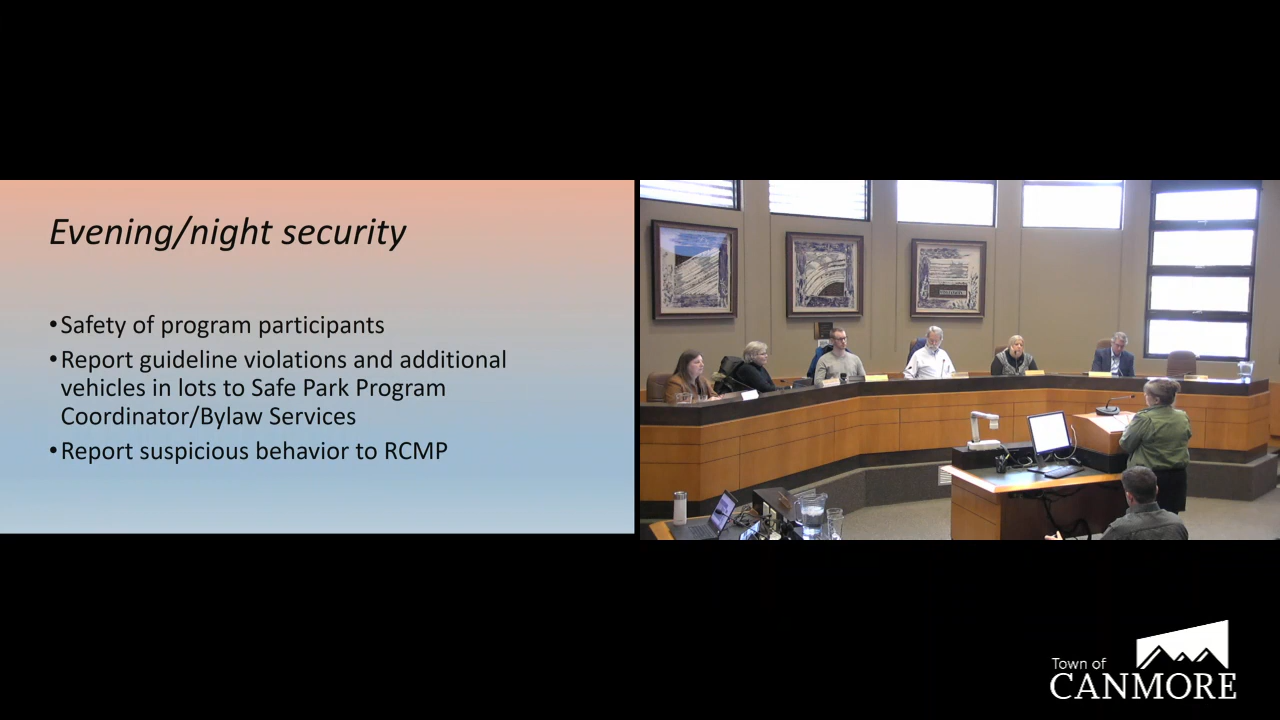 Evening/night security
•Safety of program participants
•Report guideline violations and additional
vehicles in lots to Safe Park Program
Coordinator/Bylaw Services
•Report suspicious behavior to RCMP
Town of
CANMORE